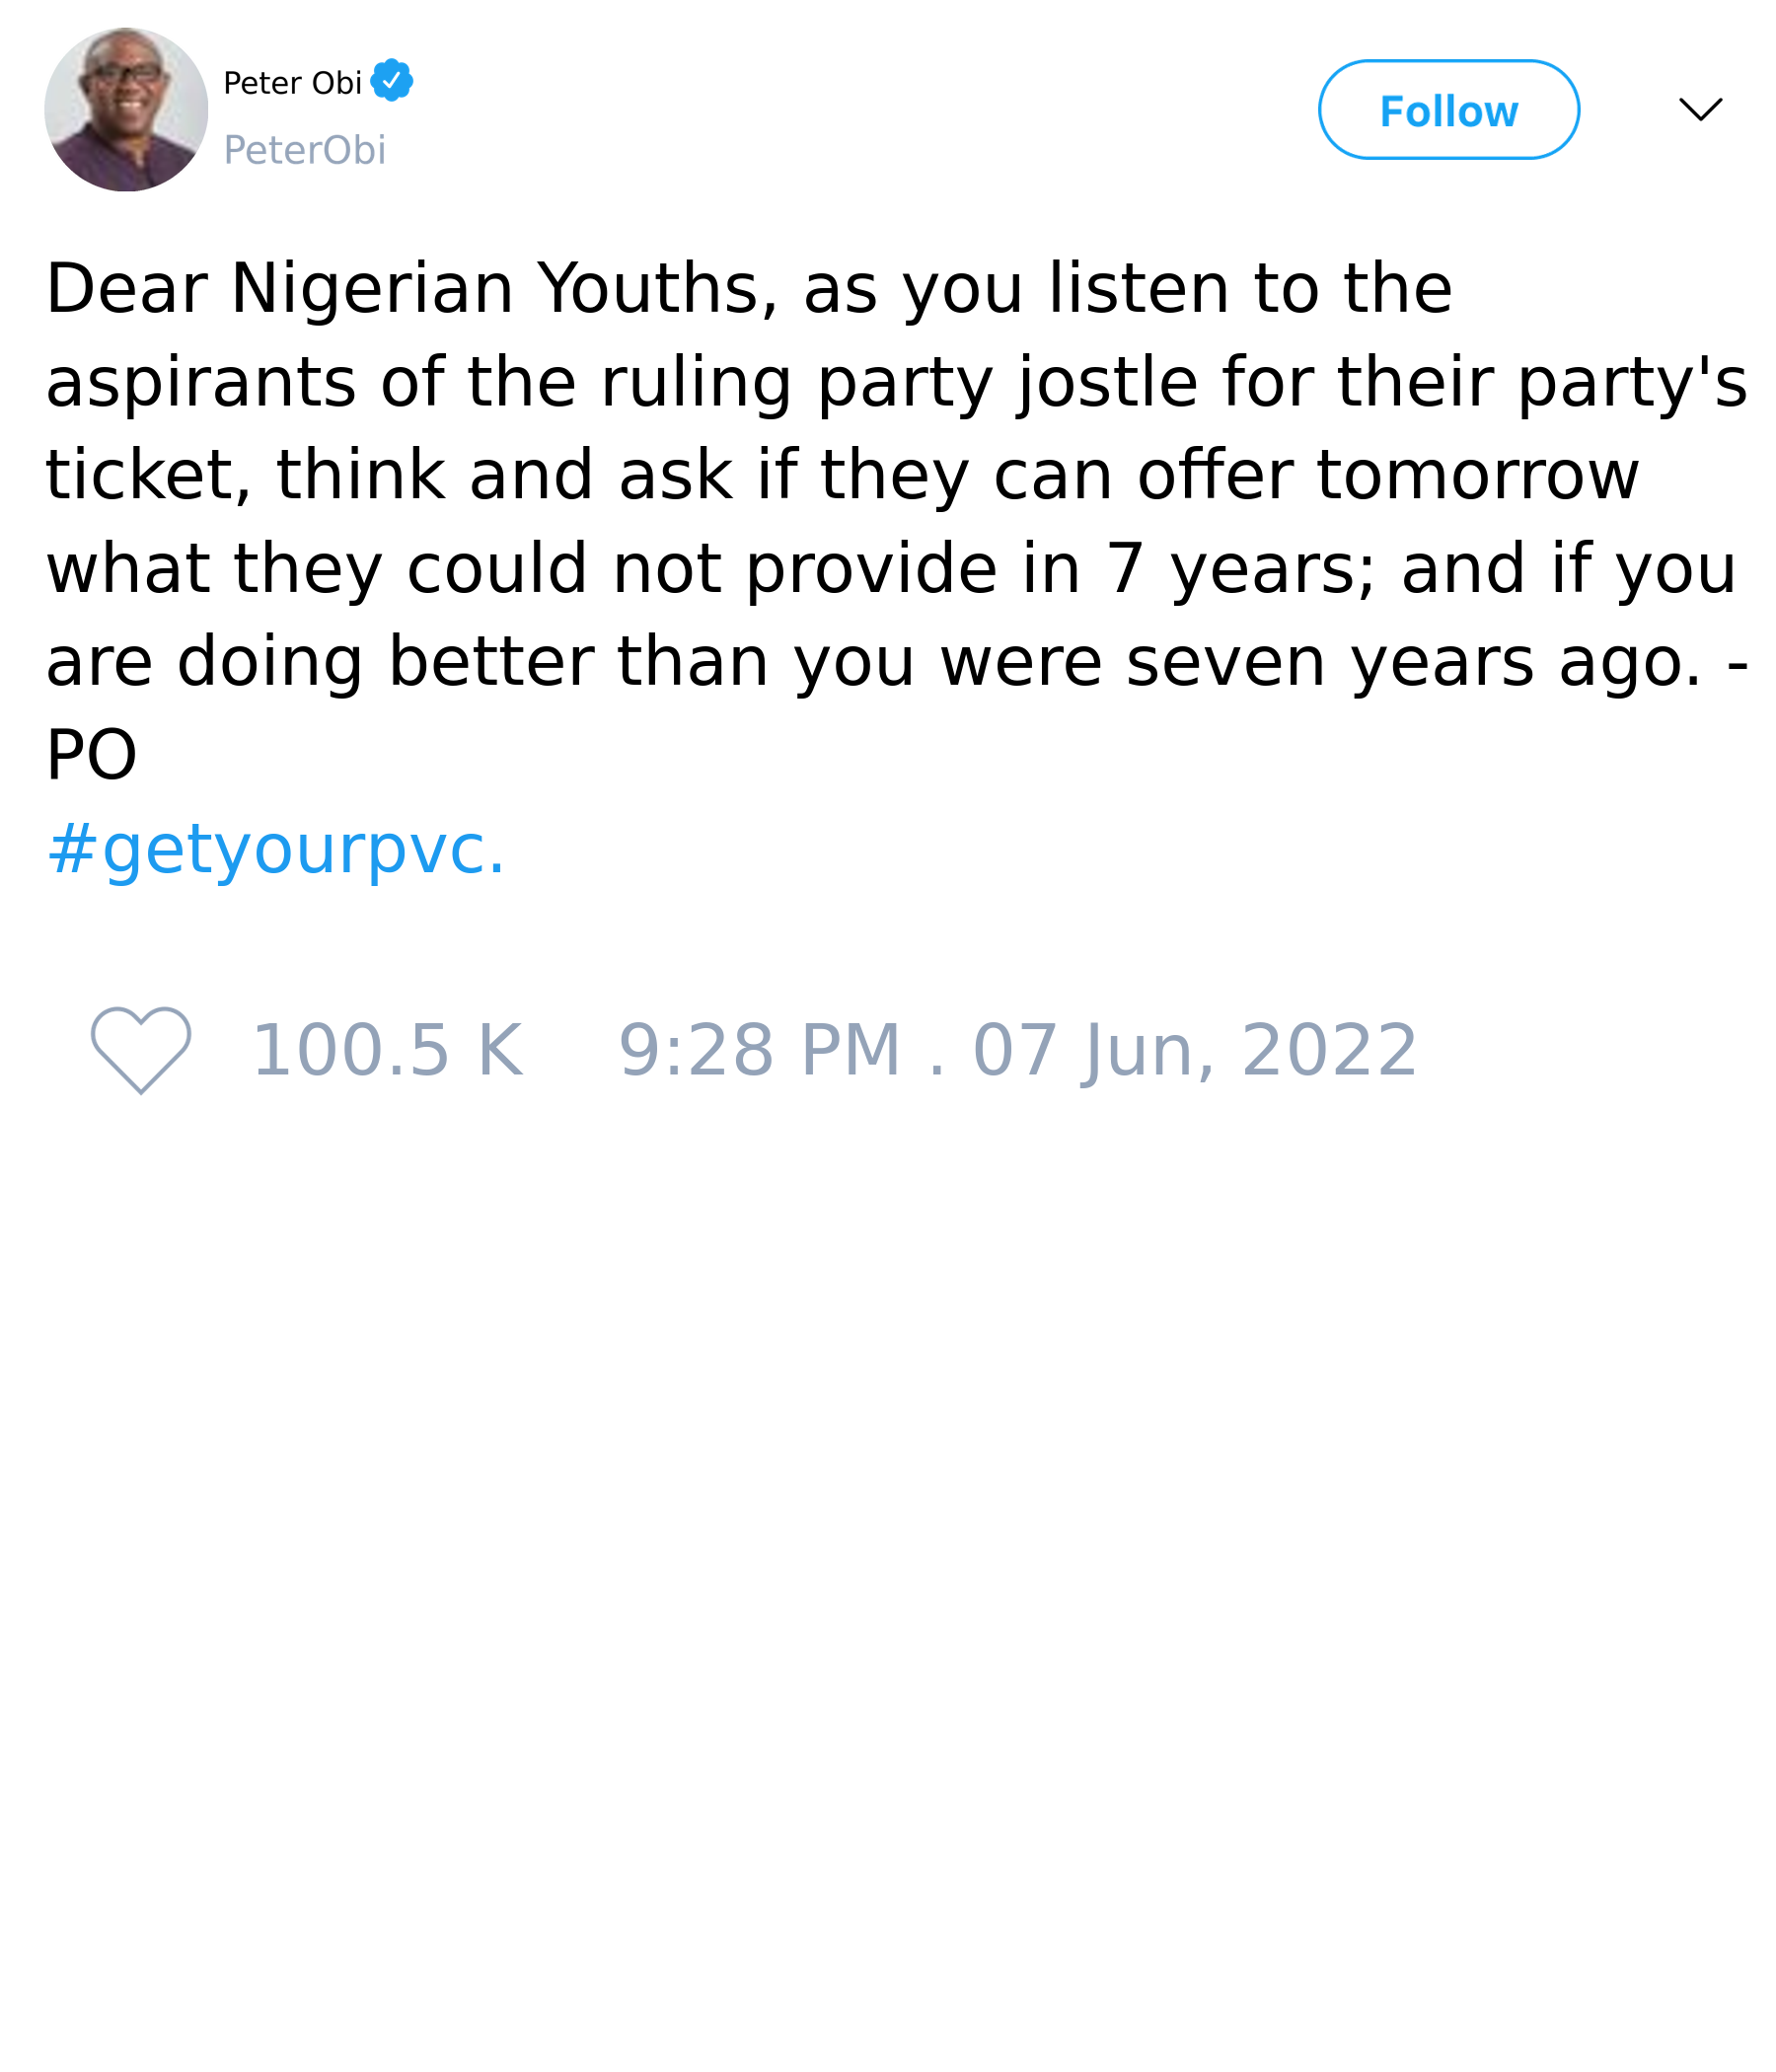 Peter Obi
PeterObi
Follow
Dear Nigerian Youths, as you listen to the
aspirants of the ruling party jostle for their party's
ticket, think and ask if they can offer tomorrow
what they could not provide in 7 years; and if you
are doing better than you were seven years ago. -
PO
#getyourpvc.
100.5 K 9:28 PM . 07 Jun, 2022